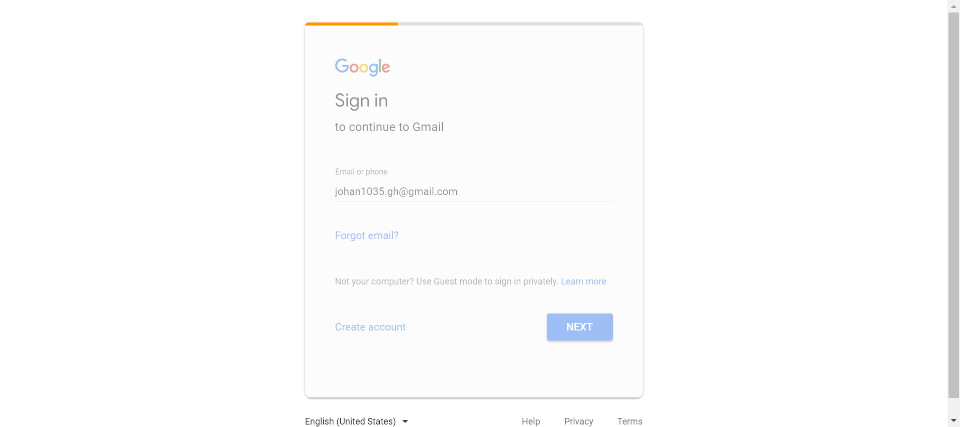 Google
Sign in
to continue to Gmail
Email or phone
johan1035.gh@gmail.com
Forgot email?
Not your computer? Use Guest mode to sign in privately. Learn more
Create account NEXT
English (United States) Help Privacy Terms